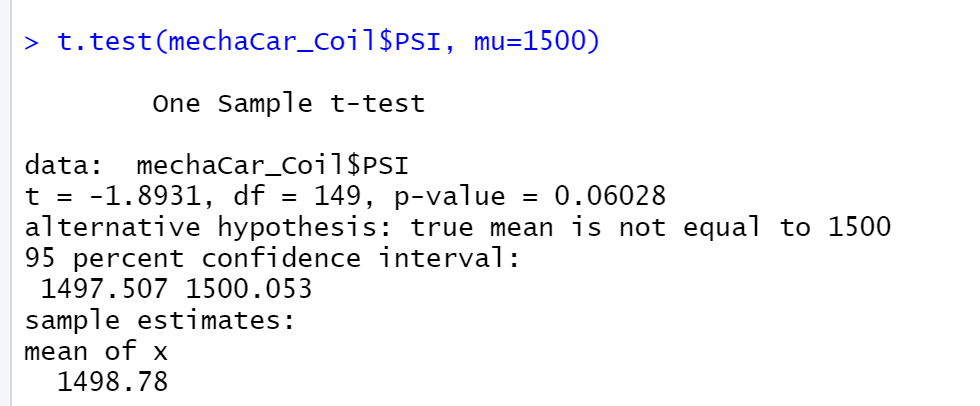 > t.test(mechaCar_Coil$PSI, mu=1500)
One Sample t-test
data:  mechaCar_Coil$PSI
t = -1.8931, df = 149, p-value = 0.06028
alternative hypothesis: true mean is not equal to 1500
95 percent confidence interval:
1497.507 1500.053
sample estimates:
mean of x
1498.78